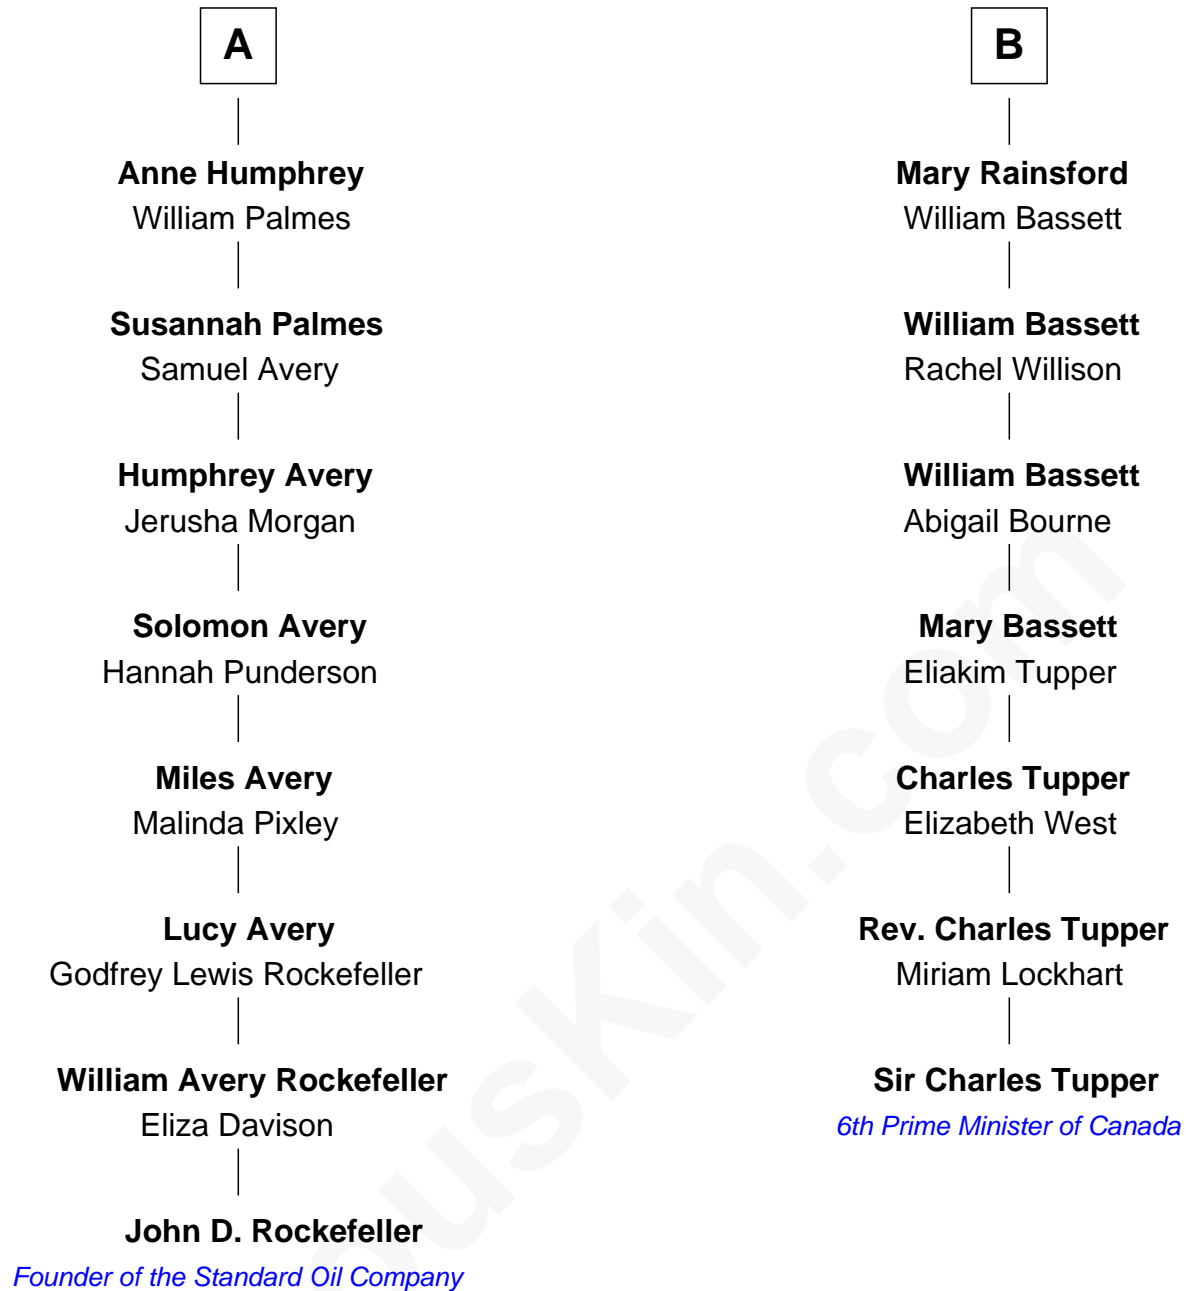 A
Anne Humphrey
William Palmes
Susannah Palmes
Samuel Avery
Humphrey Avery
Jerusha Morgan
Solomon Avery
Hannah Punderson
Miles Avery
Malinda Pixley
Lucy Avery
Godfrey Lewis Rockefeller
William Avery Rockefeller
Eliza Davison
John D. Rockefeller
Founder of the Standard Oil Company
B
Mary Rainsford
William Bassett
William Bassett
Rachel Willison
William Bassett
Abigail Bourne
Mary Bassett
Eliakim Tupper
Charles Tupper
Elizabeth West
Rev. Charles Tupper
Miriam Lockhart
Sir Charles Tupper
6th Prime Minister of Canada
ousKin.com